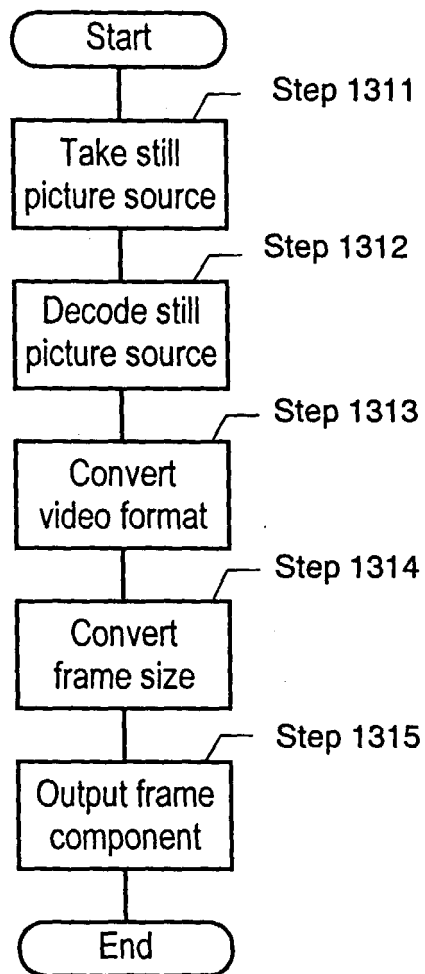 Start
Step 1311
Take still
picture source
Step 1312
Decode still
picture source
Step 1313
Convert
video format
Step 1314
Convert
frame size
Step 1315
Output frame
component
End